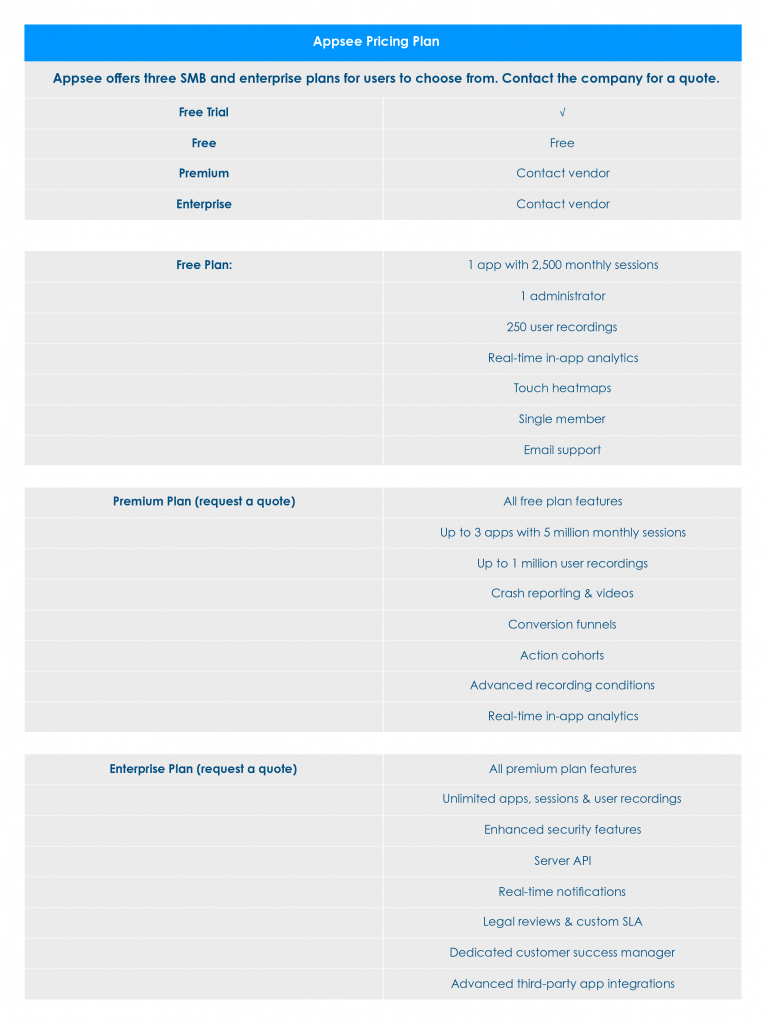 Appsee Pricing Plan
Appsee offers three SMB and enterprise plans for users to choose from. Contact the company for a quote.
Free Trial √
Free Free
Premium Contact vendor
Enterprise Contact vendor
Free Plan: 1 app with 2,500 monthly sessions
1 administrator
250 user recordings
Real-time in-app analytics
Touch heatmaps
Single member
Email support
Premium Plan (request a quote) All free plan features
Up to 3 apps with 5 million monthly sessions
Up to 1 million user recordings
Crash reporting & videos
Conversion funnels
Action cohorts
Advanced recording conditions
Real-time in-app analytics
Enterprise Plan (request a quote) All premium plan features
Unlimited apps, sessions & user recordings
Enhanced security features
Server API
Real-time notifications
Legal reviews & custom SLA
Dedicated customer success manager
Advanced third-party app integrations